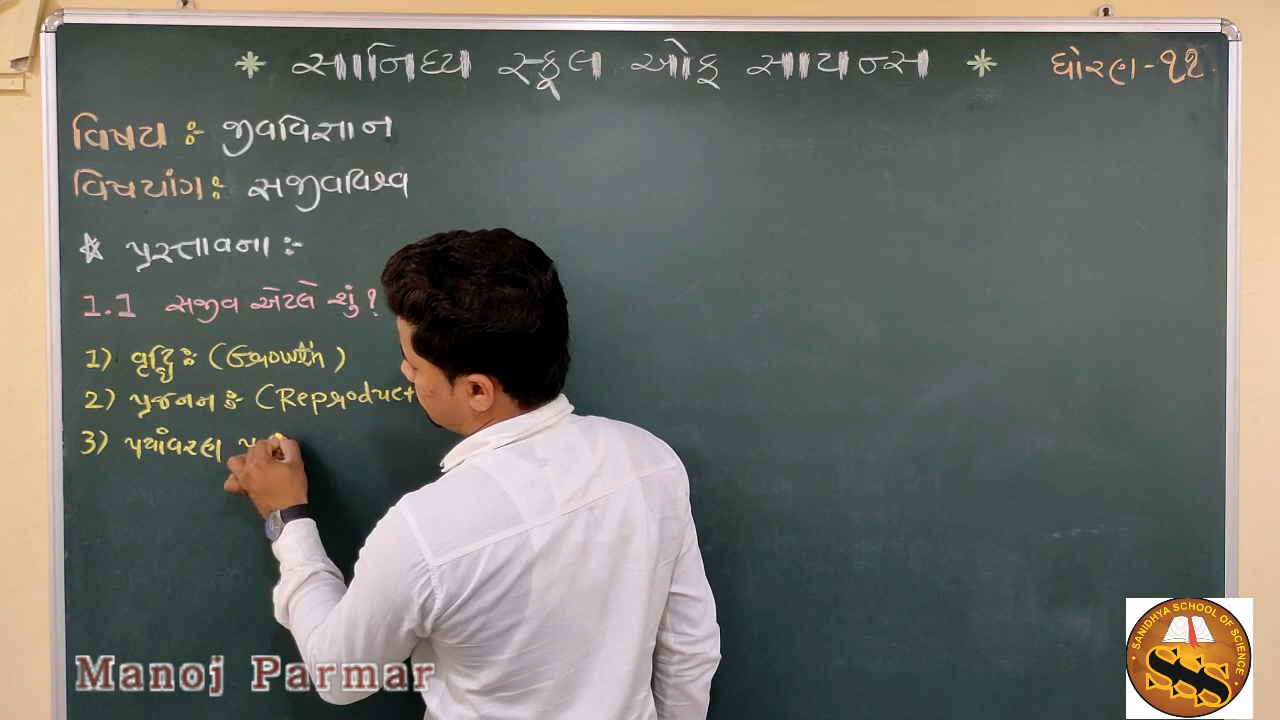 * સાનિધ્ય સ્કૂલ ઓફ સાયન્સ *
ધોરણ-૧૧
વિષય : જીવવિજ્ઞાન
વિષયાંગ : સજીવવિશ્વ
☆ પ્રસ્તાવના :-
1.1 સજીવ એટલે શું?
1) વૃદ્ધિ : (Growth)
2) પ્રજનન : (Reproduct
3) પર્યાવરણ
Manoj Parmar
SANIDHYA SCHOOL OF SCIENCE
SSS